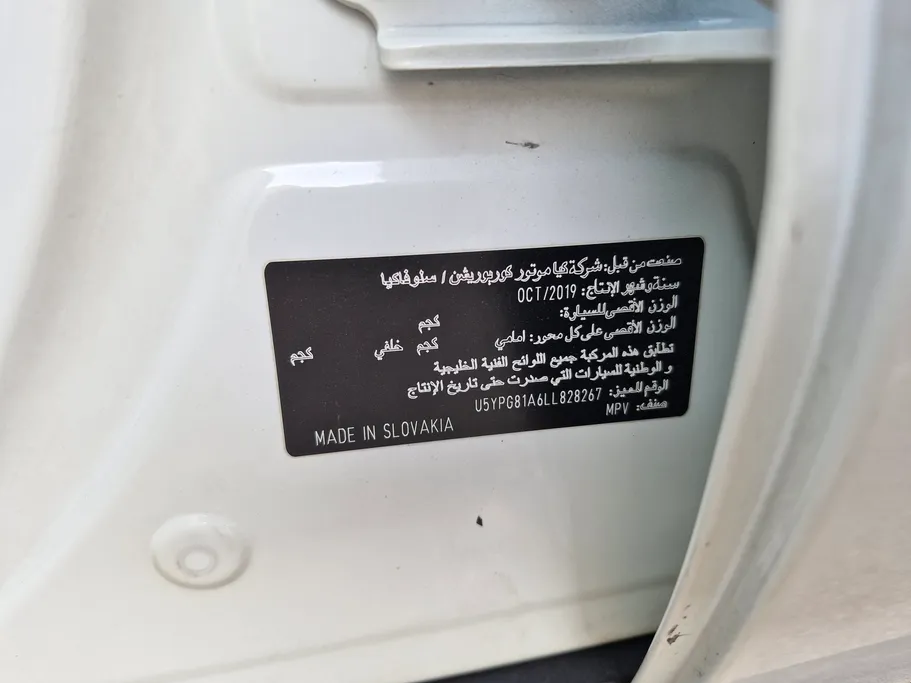 صنعت من قبل: شركة كيا موتور كوربوريشن / سلوفاكيا
سنة وشهر الإنتاج: OCT/2019
الوزن الأقصى للسيارة: كجم
الوزن الأقصى على كل محور: امامي كجم خلفي كجم
تطابق هذه المركبة جميع اللوائح الفنية الخليجية
و الوطنية للسيارات التي صدرت حتى تاريخ الإنتاج
الرقم المميز: U5YPG81A6LL828267
صنف: MPV
MADE IN SLOVAKIA